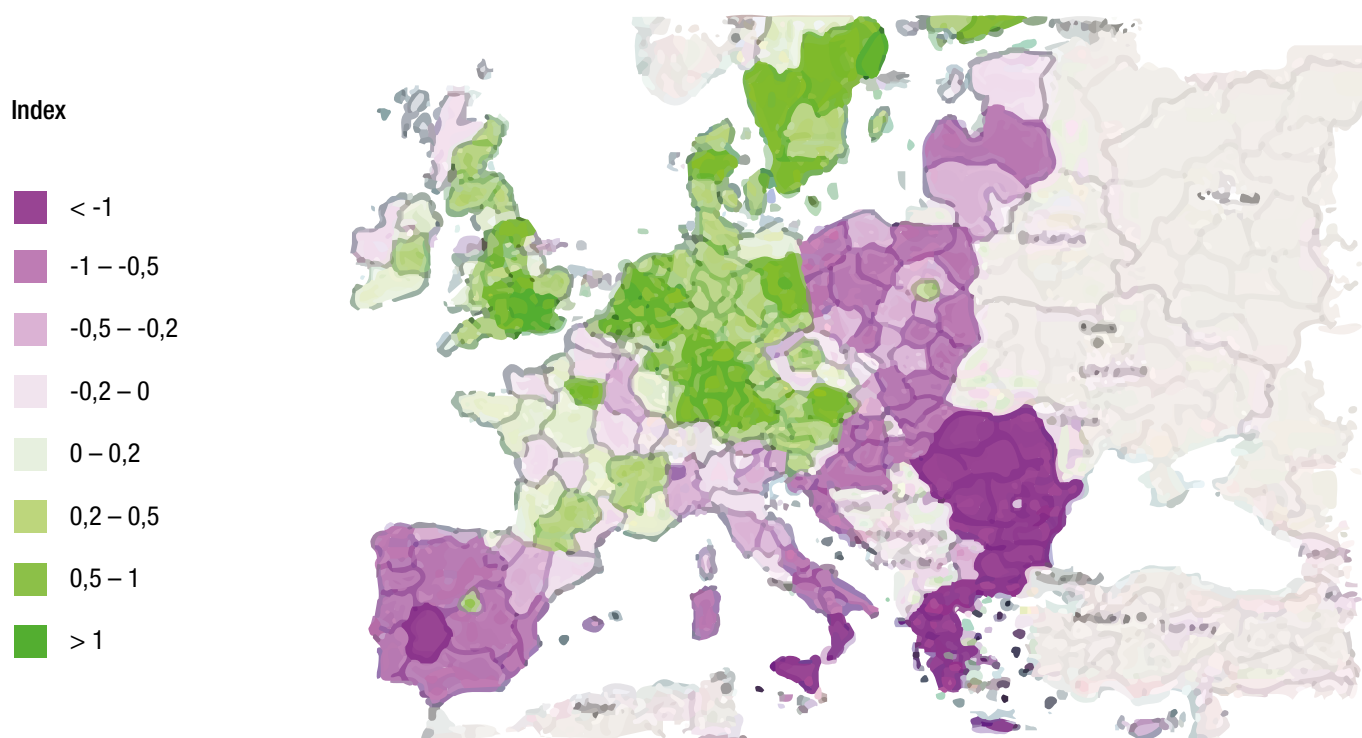 Index
< -1
-1 – -0,5
-0,5 – -0,2
-0,2 – 0
0 – 0,2
0,2 – 0,5
0,5 – 1
> 1